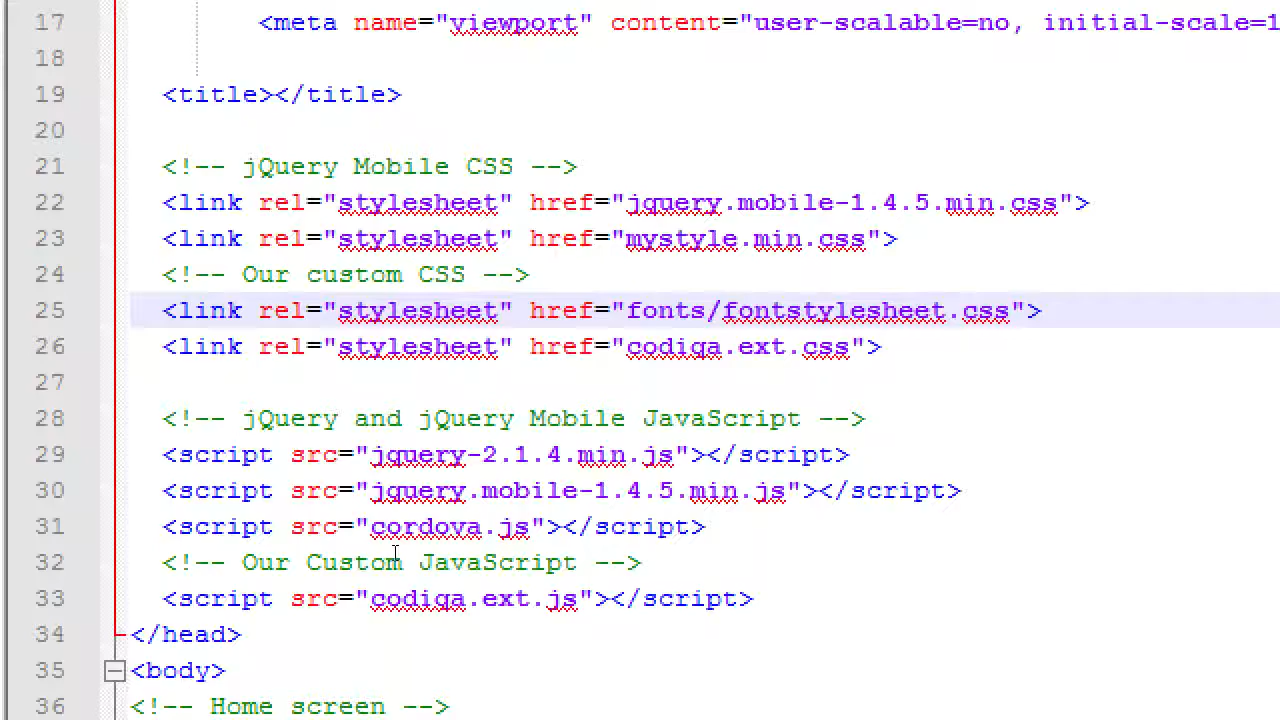 17 <meta name="viewport" content="user-scalable=no, initial-scale=1
18
19 <title></title>
20
21 <!-- jQuery Mobile CSS -->
22 <link rel="stylesheet" href="jquery.mobile-1.4.5.min.css">
23 <link rel="stylesheet" href="mystyle.min.css">
24 <!-- Our custom CSS -->
25 <link rel="stylesheet" href="fonts/fontstylesheet.css">
26 <link rel="stylesheet" href="codiqa.ext.css">
27
28 <!-- jQuery and jQuery Mobile JavaScript -->
29 <script src="jquery-2.1.4.min.js"></script>
30 <script src="jquery.mobile-1.4.5.min.js"></script>
31 <script src="cordova.js"></script>
32 <!-- Our Custom JavaScript -->
33 <script src="codiqa.ext.js"></script>
34 </head>
35 <body>
36 <!-- Home screen -->